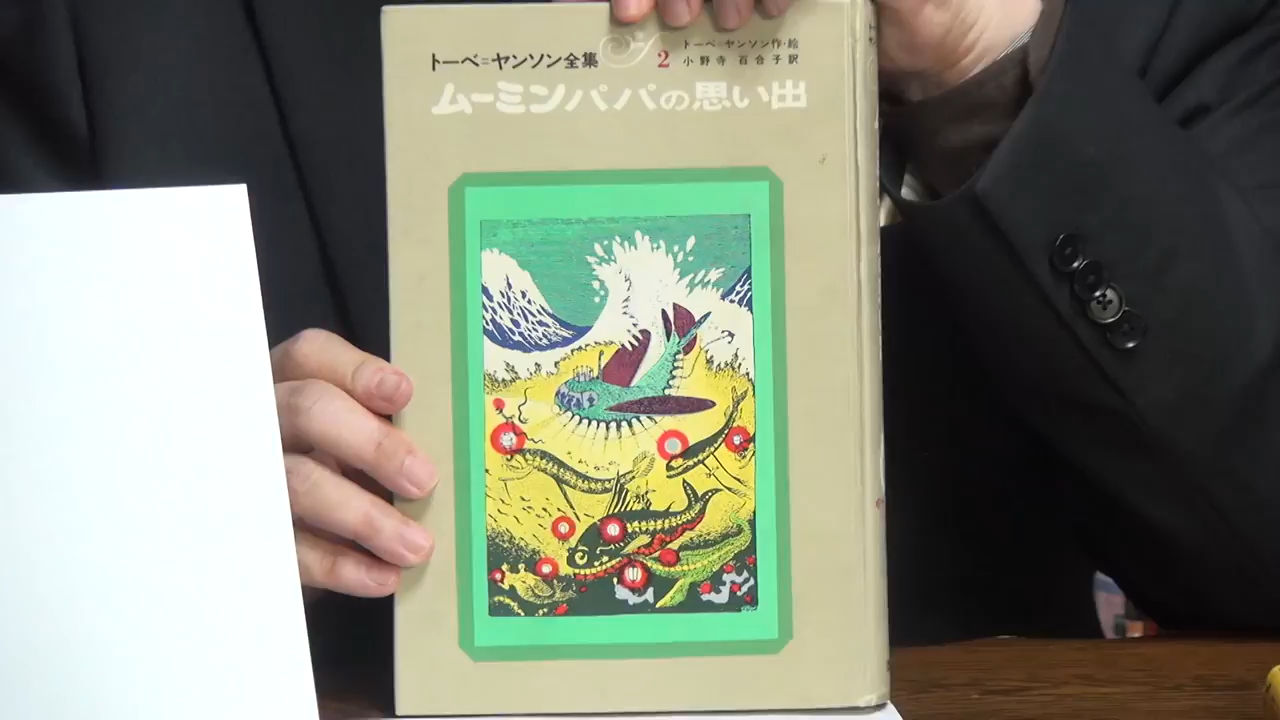 トーベ=ヤンソン全集 2
トーベ=ヤンソン作・絵
小野寺 百合子訳
ムーミンパパの思い出